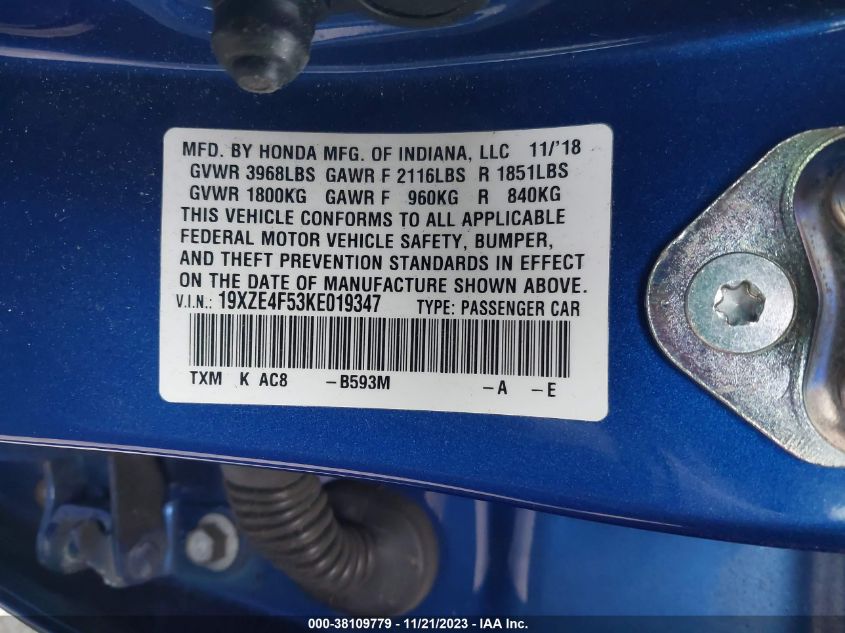 MFD. BY HONDA MFG. OF INDIANA, LLC 11/'18
GVWR 3968LBS GAWR F 2116LBS R 1851LBS
GVWR 1800KG GAWR F 960KG R 840KG
THIS VEHICLE CONFORMS TO ALL APPLICABLE
FEDERAL MOTOR VEHICLE SAFETY, BUMPER,
AND THEFT PREVENTION STANDARDS IN EFFECT
ON THE DATE OF MANUFACTURE SHOWN ABOVE.
V.I.N.: 19XZE4F53KE019347 TYPE: PASSENGER CAR
TXM K AC8 -B593M -A -E
000-38109779 - 11/21/2023 - IAA Inc.